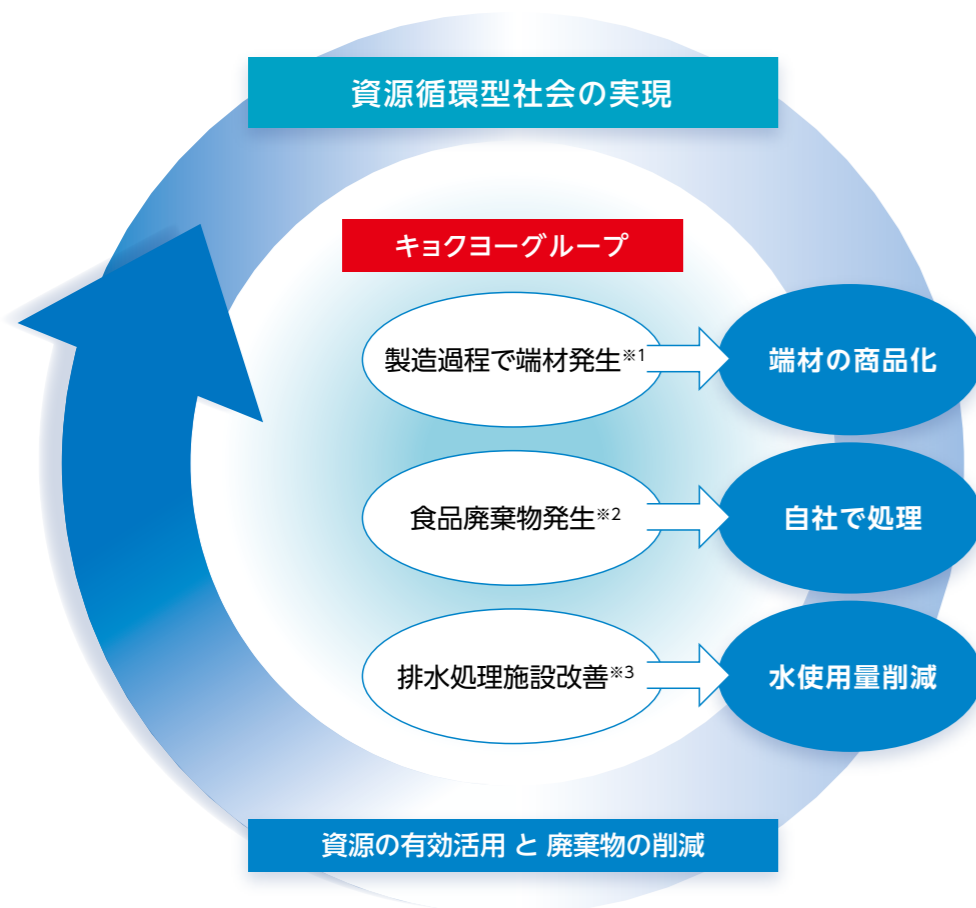 資源循環型社会の実現
キョクヨーグループ
製造過程で端材発生※1
端材の商品化
食品廃棄物発生※2
自社で処理
排水処理施設改善※3
水使用量削減
資源の有効活用 と 廃棄物の削減